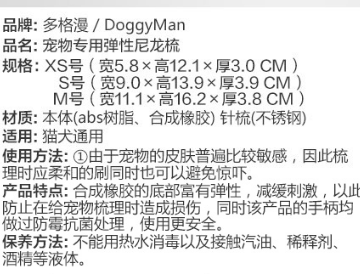 品牌: 多格漫 / DoggyMan
品名: 宠物专用弹性尼龙梳
规格: XS号 (宽5.8×高12.1×厚3.0 CM )
S号 (宽9.0×高13.9×厚3.9 CM )
M号 (宽11.1×高16.2×厚3.8 CM )
材质: 本体(abs树脂、合成橡胶) 针梳(不锈钢)
适用: 猫犬通用
使用方法: ①由于宠物的皮肤普遍比较敏感，因此梳
理时应柔和的刷同时也可以避免惊吓。
产品特点: 合成橡胶的底部富有弹性，减缓刺激，以此
防止在给宠物梳理时造成损伤，同时该产品的手柄均
做过防霉抗菌处理，使用更安全。
保养方法: 不能用热水消毒以及接触汽油、稀释剂、
酒精等液体。